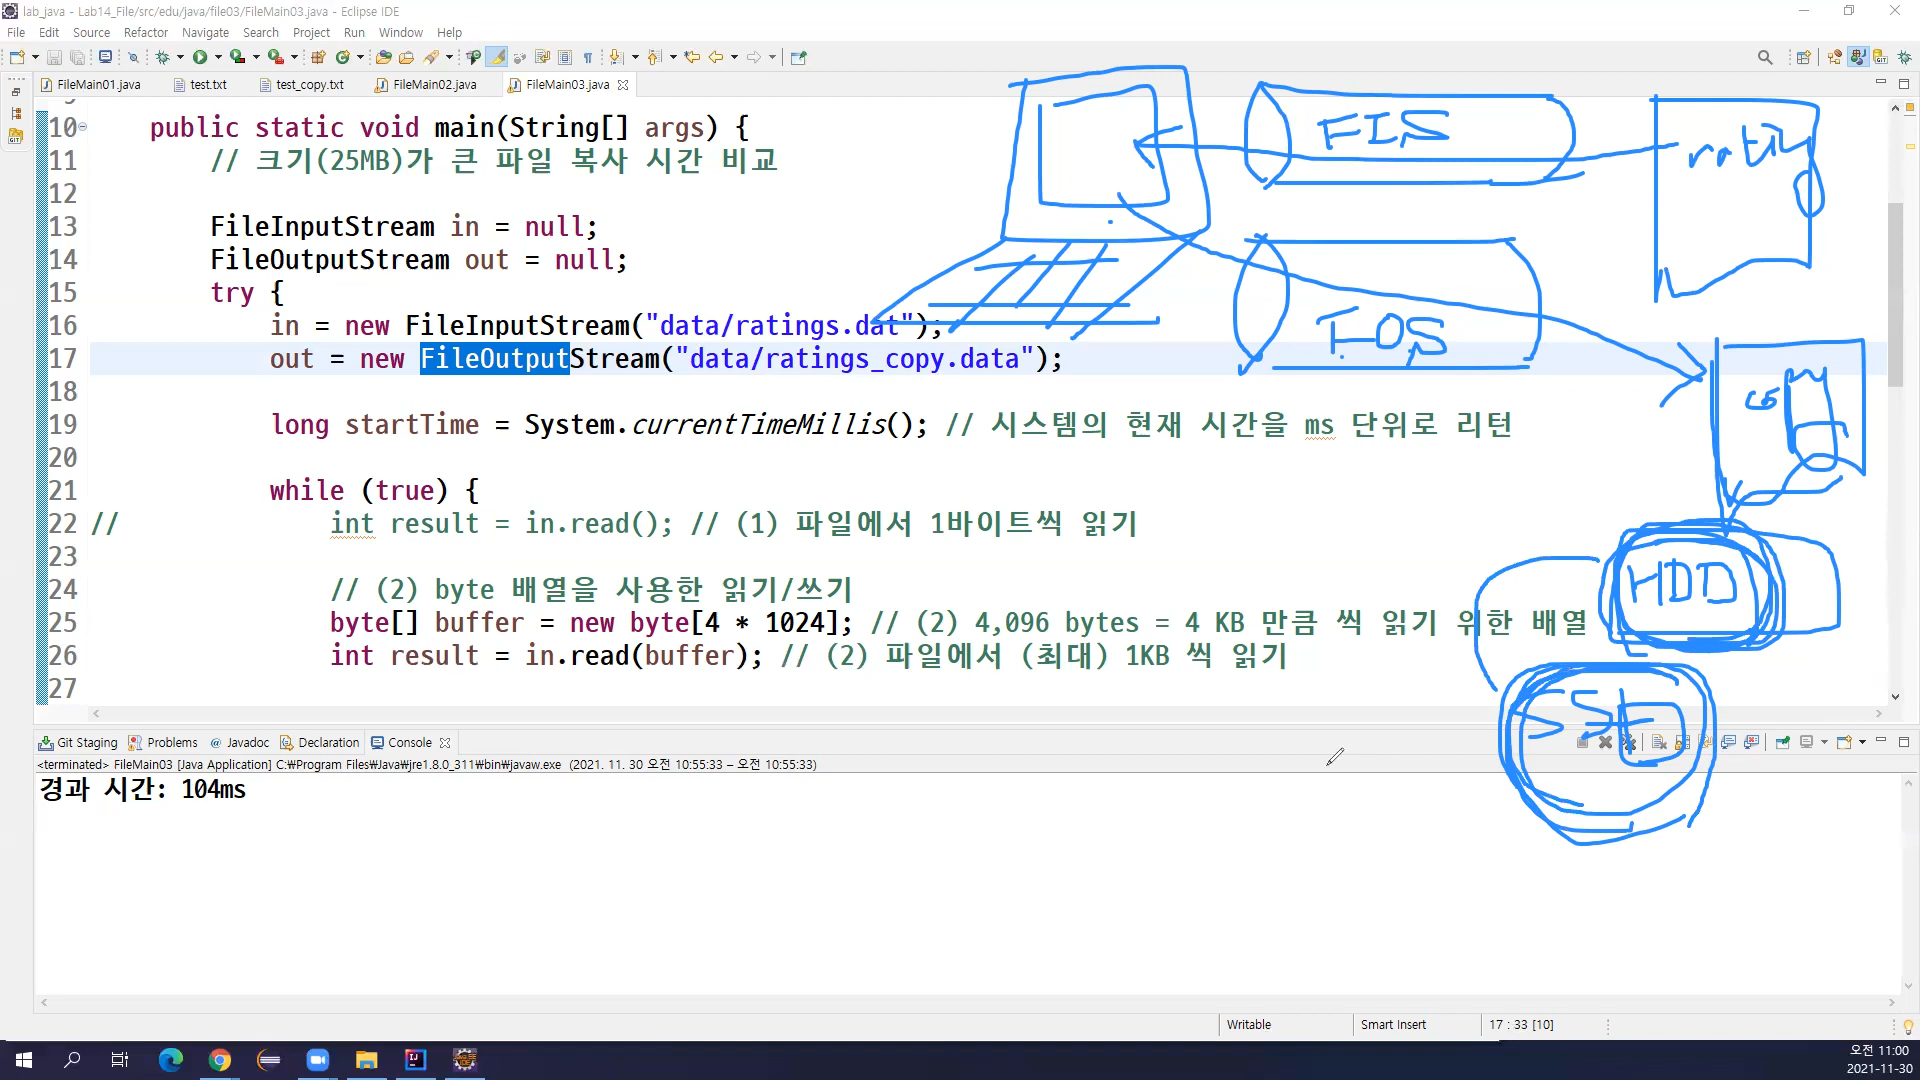 lab_java - Lab14_File/src/edu/java/file03/FileMain03.java - Eclipse IDE
File Edit Source Refactor Navigate Search Project Run Window Help
FileMain01.java test.txt test_copy.txt FileMain02.java FileMain03.java
10 public static void main(String[] args) {
11 // 크기(25MB)가 큰 파일 복사 시간 비교
12
13 FileInputStream in = null;
14 FileOutputStream out = null;
15 try {
16 in = new FileInputStream("data/ratings.dat");
17 out = new FileOutputStream("data/ratings_copy.data");
18
19 long startTime = System.currentTimeMillis(); // 시스템의 현재 시간을 ms 단위로 리턴
20
21 while (true) {
22 // int result = in.read(); // (1) 파일에서 1바이트씩 읽기
23
24 // (2) byte 배열을 사용한 읽기/쓰기
25 byte[] buffer = new byte[4 * 1024]; // (2) 4,096 bytes = 4 KB 만큼 씩 읽기 위한 배열
26 int result = in.read(buffer); // (2) 파일에서 (최대) 1KB 씩 읽기
27
FIS
FOS
HDD
Git Staging Problems Javadoc Declaration Console
<terminated> FileMain03 [Java Application] C:₩Program Files₩Java₩jre1.8.0_311₩bin₩javaw.exe (2021. 11. 30 오전 10:55:33 – 오전 10:55:33)
경과 시간: 104ms
Writable Smart Insert 17 : 33 [10]
오전 11:00
2021-11-30